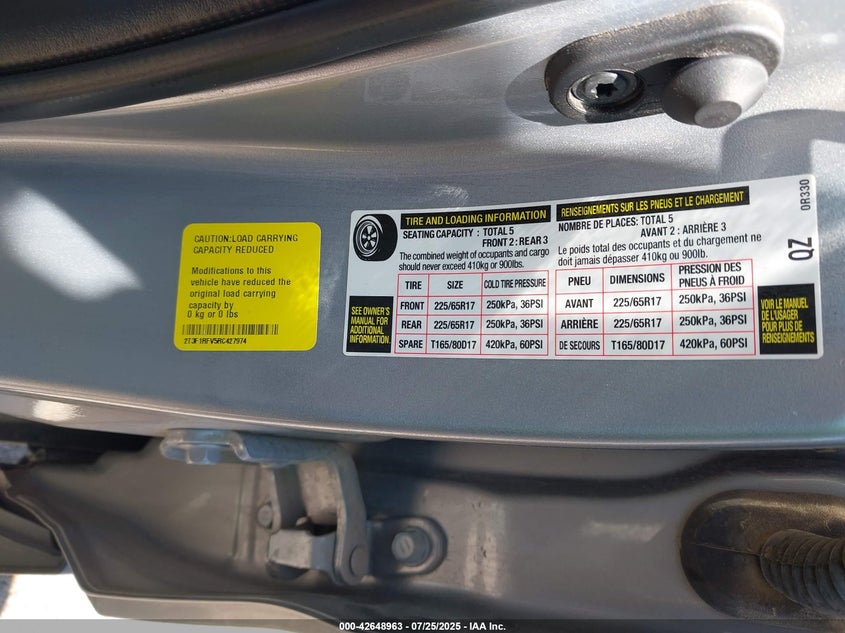 CAUTION:LOAD CARRYING
CAPACITY REDUCED
Modifications to this
vehicle have reduced the
original load carrying
capacity by
0 kg or 0 lbs
2T3F1RFV5RC427974
TIRE AND LOADING INFORMATION
SEATING CAPACITY : TOTAL 5
FRONT 2 : REAR 3
The combined weight of occupants and cargo
should never exceed 410kg or 900lbs.
RENSEIGNEMENTS SUR LES PNEUS ET LE CHARGEMENT
NOMBRE DE PLACES: TOTAL 5
AVANT 2 : ARRIÈRE 3
Le poids total des occupants et du chargement ne
doit jamais dépasser 410kg ou 900lb.
SEE OWNER'S
MANUAL FOR
ADDITIONAL
INFORMATION.
TIRE SIZE COLD TIRE PRESSURE
FRONT 225/65R17 250kPa, 36PSI
REAR 225/65R17 250kPa, 36PSI
SPARE T165/80D17 420kPa, 60PSI
PNEU DIMENSIONS PRESSION DES
PNEUS À FROID
AVANT 225/65R17 250kPa, 36PSI
ARRIÈRE 225/65R17 250kPa, 36PSI
DE SECOURS T165/80D17 420kPa, 60PSI
VOIR LE MANUEL
DE L'USAGER
POUR PLUS DE
RENSEIGNEMENTS
QZ
0R330
000-42648963 - 07/25/2025 - IAA Inc.